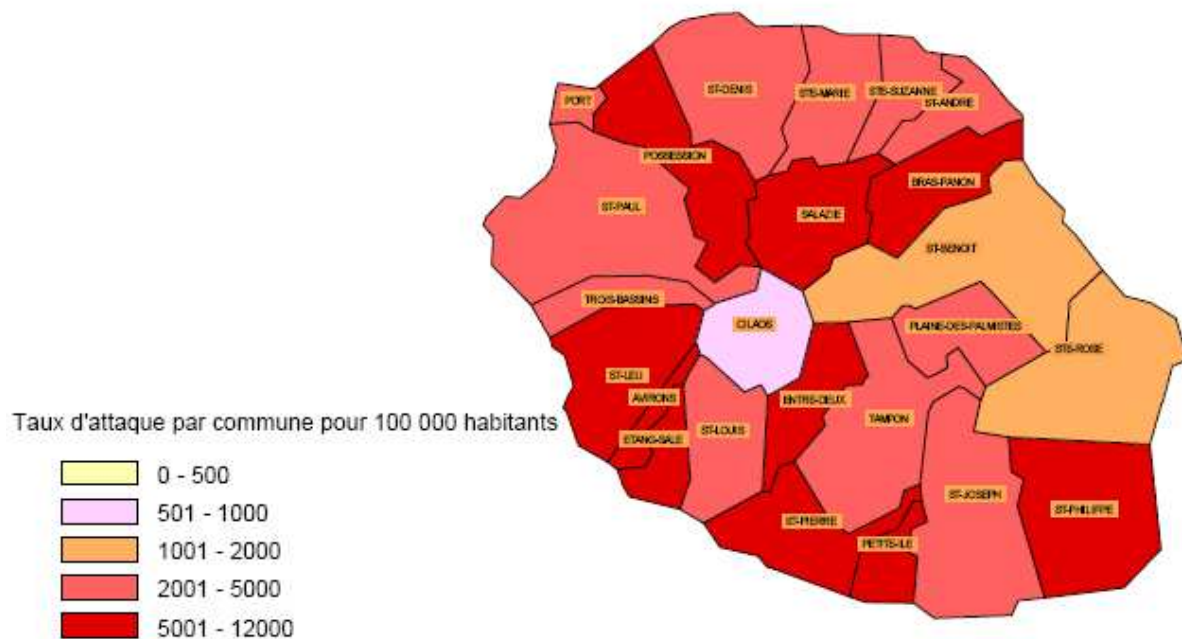 PORT
ST-DENIS
STE-MARIE
STE-SUZANNE
ST-ANDRE
POSSESSION
BRAS-PANON
ST-PAUL
SALAZIE
ST-BENOIT
TROIS-BASSINS
CILAOS
PLAINE-DES-PALMISTES
STE-ROSE
ST-LEU
AVIRONS
ENTRE-DEUX
TAMPON
ETANG-SALE
ST-LOUIS
ST-JOSEPH
ST-PHILIPPE
ST-PIERRE
PETITE-ILE
Taux d'attaque par commune pour 100 000 habitants
0 - 500
501 - 1000
1001 - 2000
2001 - 5000
5001 - 12000